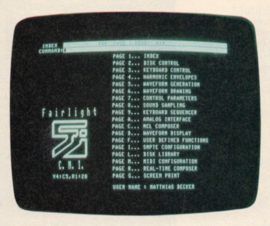 INDEX
COMMAND:
PAGE 1... INDEX
PAGE 2... DISK CONTROL
PAGE 3... KEYBOARD CONTROL
PAGE 4... HARMONIC ENVELOPES
PAGE 5... WAVEFORM GENERATION
PAGE 6... WAVEFORM DRAWING
PAGE 7... CONTROL PARAMETERS
PAGE 8... SOUND SAMPLING
PAGE 9... KEYBOARD SEQUENCER
PAGE A... ANALOG INTERFACE
PAGE C... MCL COMPOSER
PAGE D... WAVEFORM DISPLAY
PAGE F... USER DEFINED FUNCTIONS
PAGE I... SMPTE CONFIGURATION
PAGE L... DISK LIBRARY
PAGE M... MIDI CONFIGURATION
PAGE R... REAL-TIME COMPOSER
PAGE S... SCREEN PRINT
USER NAME = MATTHIAS BECKER
Fairlight
C.M.I.